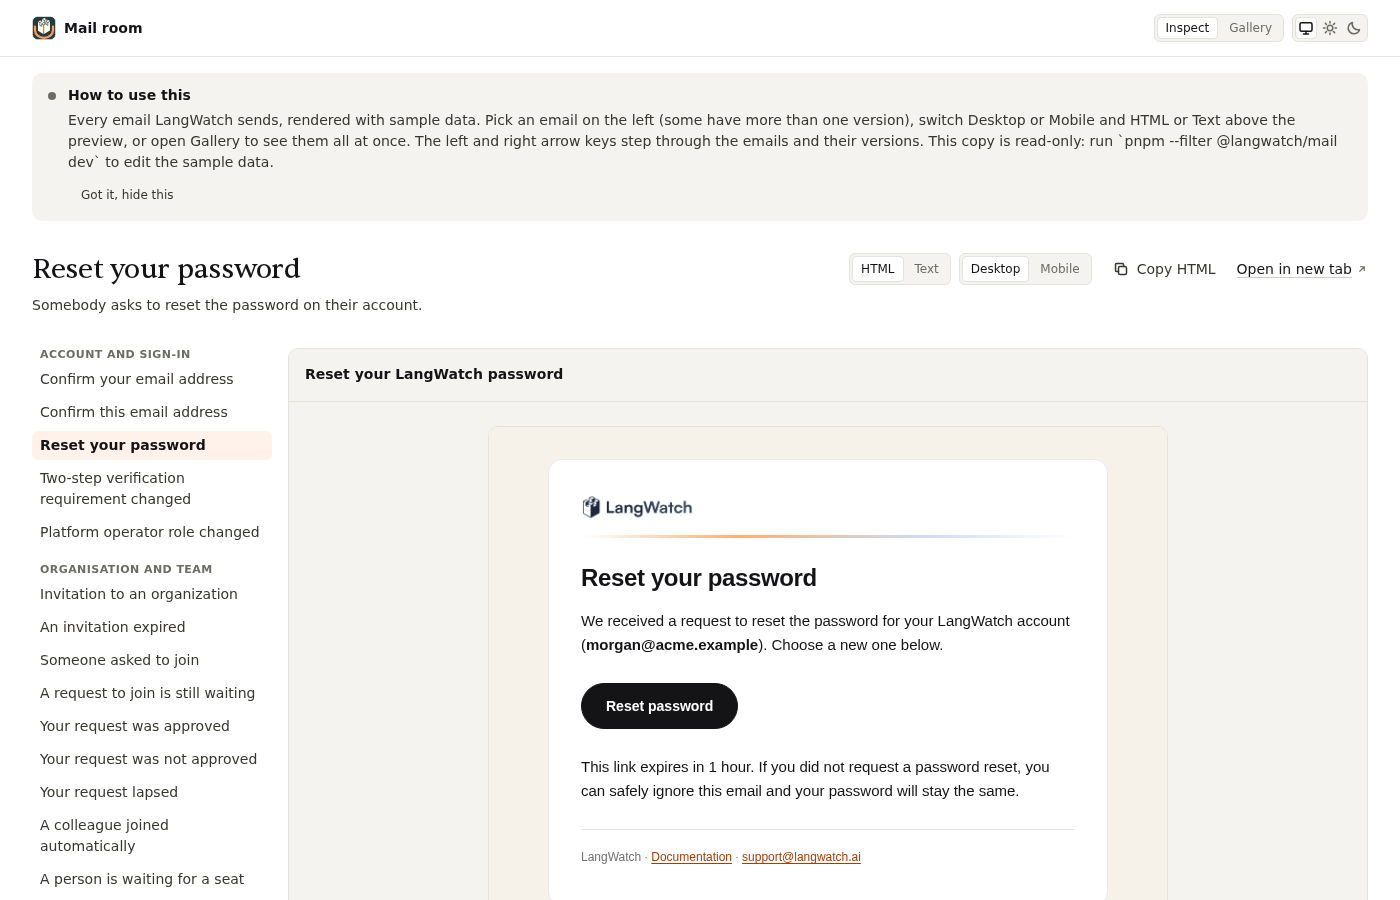 Mail room
Inspect
Gallery
How to use this
Every email LangWatch sends, rendered with sample data. Pick an email on the left (some have more than one version), switch Desktop or Mobile and HTML or Text above the
preview, or open Gallery to see them all at once. The left and right arrow keys step through the emails and their versions. This copy is read-only: run `pnpm --filter @langwatch/mail
dev` to edit the sample data.
Got it, hide this
Reset your password
HTML
Text
Desktop
Mobile
Copy HTML
Open in new tab
Somebody asks to reset the password on their account.
ACCOUNT AND SIGN-IN
Confirm your email address
Confirm this email address
Reset your password
Two-step verification
requirement changed
Platform operator role changed
ORGANISATION AND TEAM
Invitation to an organization
An invitation expired
Someone asked to join
A request to join is still waiting
Your request was approved
Your request was not approved
Your request lapsed
A colleague joined
automatically
A person is waiting for a seat
Reset your LangWatch password
LangWatch
Reset your password
We received a request to reset the password for your LangWatch account
(morgan@acme.example). Choose a new one below.
Reset password
This link expires in 1 hour. If you did not request a password reset, you
can safely ignore this email and your password will stay the same.
LangWatch · Documentation · support@langwatch.ai